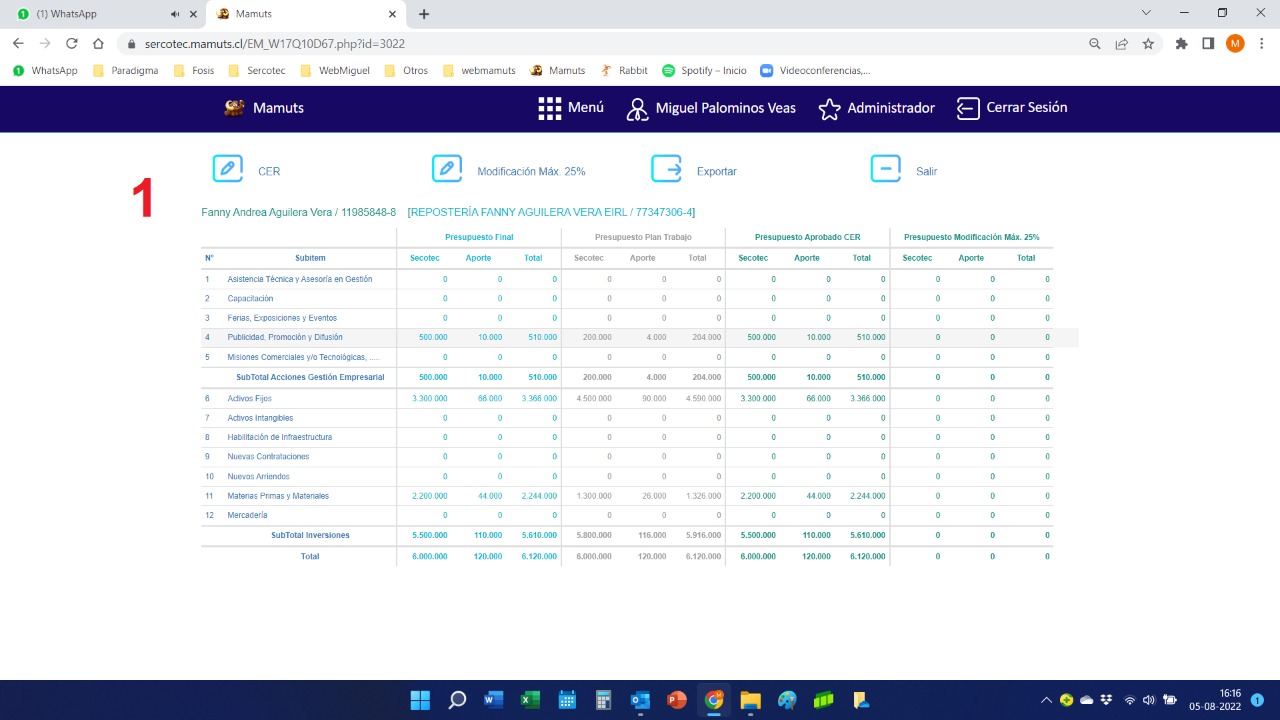 (1) WhatsApp
Mamuts
sercotec.mamuts.cl/EM_W17Q10D67.php?id=3022
M
WhatsApp Paradigma Fosis Sercotec WebMiguel Otros webmamuts Mamuts Rabbit Spotify – Inicio Videoconferencias,...
Mamuts Menú Miguel Palominos Veas Administrador Cerrar Sesión
CER Modificación Máx. 25% Exportar Salir
1
Fanny Andrea Aguilera Vera / 11985848-8 [REPOSTERÍA FANNY AGUILERA VERA EIRL / 77347306-4]
Presupuesto Final Presupuesto Plan Trabajo Presupuesto Aprobado CER Presupuesto Modificación Máx. 25%
N° Subitem Secotec Aporte Total Secotec Aporte Total Secotec Aporte Total Secotec Aporte Total
1 Asistencia Técnica y Asesoría en Gestión 0 0 0 0 0 0 0 0 0 0 0 0
2 Capacitación 0 0 0 0 0 0 0 0 0 0 0 0
3 Ferias, Exposiciones y Eventos 0 0 0 0 0 0 0 0 0 0 0 0
4 Publicidad, Promoción y Difusión 500.000 10.000 510.000 200.000 4.000 204.000 500.000 10.000 510.000 0 0 0
5 Misiones Comerciales y/o Tecnológicas, ..... 0 0 0 0 0 0 0 0 0 0 0 0
SubTotal Acciones Gestión Empresarial 500.000 10.000 510.000 200.000 4.000 204.000 500.000 10.000 510.000 0 0 0
6 Activos Fijos 3.300.000 66.000 3.366.000 4.500.000 90.000 4.590.000 3.300.000 66.000 3.366.000 0 0 0
7 Activos Intangibles 0 0 0 0 0 0 0 0 0 0 0 0
8 Habilitación de Infraestructura 0 0 0 0 0 0 0 0 0 0 0 0
9 Nuevas Contrataciones 0 0 0 0 0 0 0 0 0 0 0 0
10 Nuevos Arriendos 0 0 0 0 0 0 0 0 0 0 0 0
11 Materias Primas y Materiales 2.200.000 44.000 2.244.000 1.300.000 26.000 1.326.000 2.200.000 44.000 2.244.000 0 0 0
12 Mercadería 0 0 0 0 0 0 0 0 0 0 0 0
SubTotal Inversiones 5.500.000 110.000 5.610.000 5.800.000 116.000 5.916.000 5.500.000 110.000 5.610.000 0 0 0
Total 6.000.000 120.000 6.120.000 6.000.000 120.000 6.120.000 6.000.000 120.000 6.120.000 0 0 0
16:16
05-08-2022
1